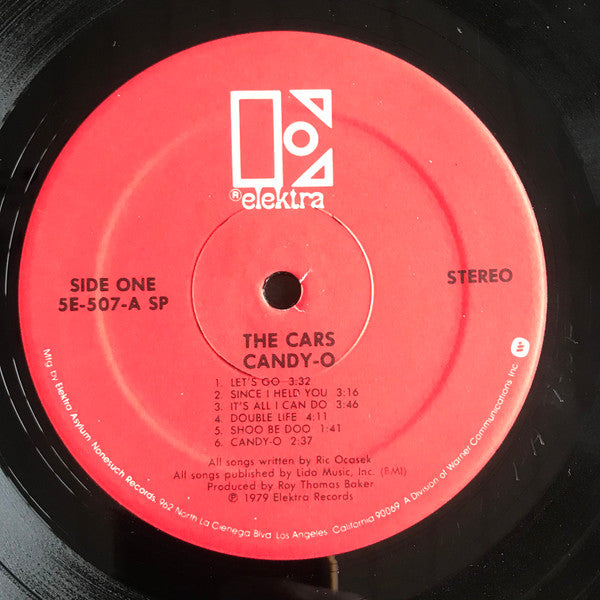 ® elektra
SIDE ONE
5E-507-A SP
STEREO
THE CARS
CANDY-O
1. LET'S GO 3:32
2. SINCE I HELD YOU 3:16
3. IT'S ALL I CAN DO 3:46
4. DOUBLE LIFE 4:11
5. SHOO BE DOO 1:41
6. CANDY-O 2:37
All songs written by Ric Ocasek
All songs published by Lido Music, Inc. (BMI)
Produced by Roy Thomas Baker
℗ 1979 Elektra Records
Mfg. by Elektra Asylum Nonesuch Records, 962 North La Cienega Blvd. Los Angeles, California 90069 A Division of Warner Communications Inc.